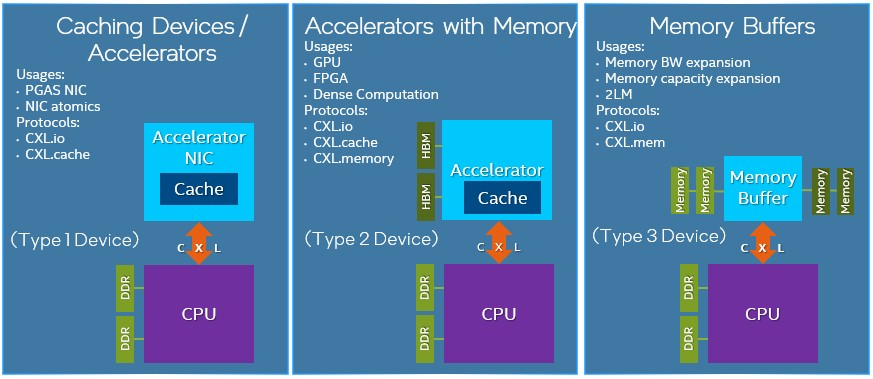 Caching Devices /
Accelerators
Usages:
• PGAS NIC
• NIC atomics
Protocols:
• CXL.io
• CXL.cache
Accelerator
NIC
Cache
(Type 1 Device)
C X L
DDR
DDR
CPU
Accelerators with Memory
Usages:
• GPU
• FPGA
• Dense Computation
Protocols:
• CXL.io
• CXL.cache
• CXL.memory
HBM
HBM
Accelerator
Cache
(Type 2 Device)
C X L
DDR
DDR
CPU
Memory Buffers
Usages:
• Memory BW expansion
• Memory capacity expansion
• 2LM
Protocols:
• CXL.io
• CXL.mem
Memory
Memory
Memory
Buffer
Memory
Memory
(Type 3 Device)
C X L
DDR
DDR
CPU